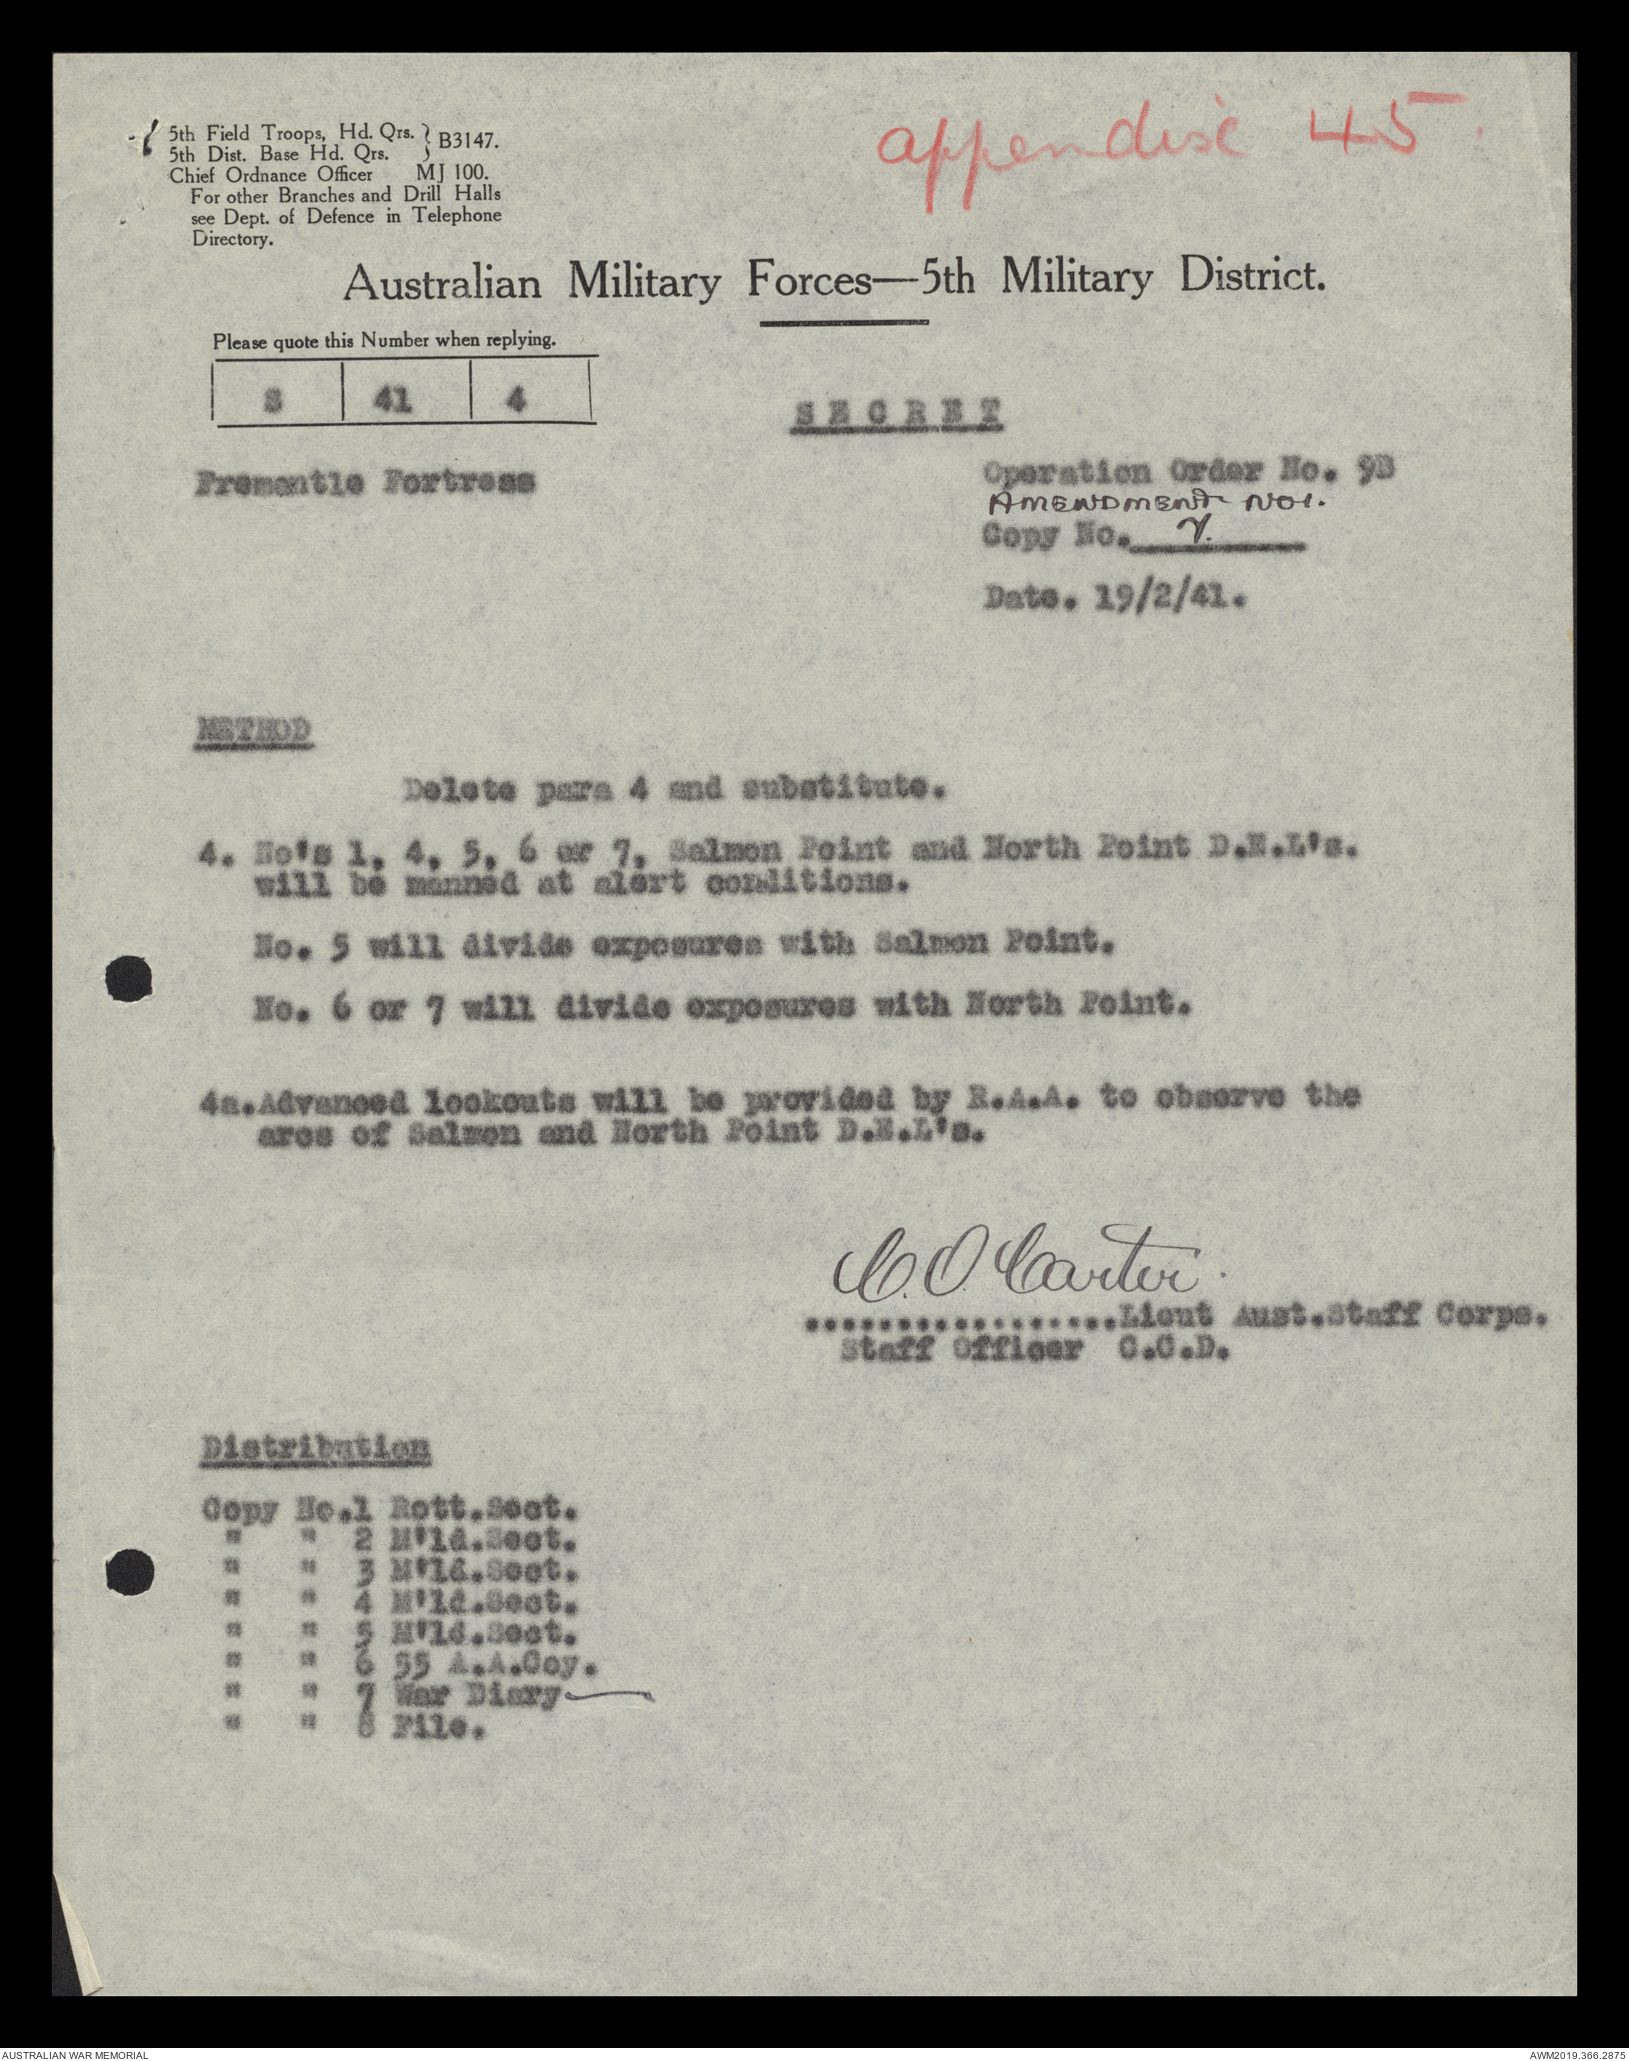 appendix 45
5th Field Troops, Hd. Qrs. } B3147.
5th Dist. Base Hd. Qrs.
Chief Ordnance Officer MJ 100.
For other Branches and Drill Halls
see Dept. of Defence in Telephone
Directory.
Australian Military Forces—5th Military District.
Please quote this Number when replying.
S 41 4
SECRET
Fremantle Fortress
Operation Order No. 9B
AMENDMENT NO1.
Copy No. 7.
Date. 19/2/41.
METHOD
Delete para 4 and substitute.
4. No's 1, 4, 5, 6 or 7, Salmon Point and North Point D.E.L's.
will be manned at alert conditions.
No. 5 will divide exposures with Salmon Point.
No. 6 or 7 will divide exposures with North Point.
4a. Advanced lookouts will be provided by R.A.A. to observe the
arcs of Salmon and North Point D.E.L's.
C.O. Carter.
..................Lieut Aust.Staff Corps.
Staff Officer C.C.D.
Distribution
Copy No.1 Rott.Sect.
" " 2 M'ld.Sect.
" " 3 M'ld.Sect.
" " 4 M'ld.Sect.
" " 5 M'ld.Sect.
" " 6 55 A.A.Coy.
" " 7 War Diary
" " 8 File.
AUSTRALIAN WAR MEMORIAL
AWM2019.366.2875